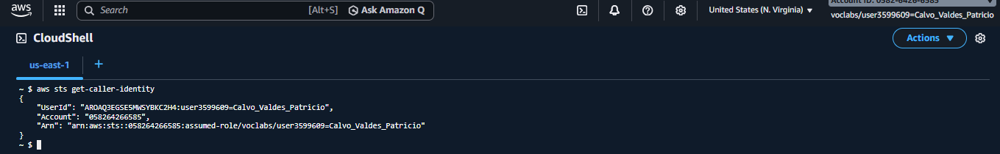 aws
Search [Alt+S] Ask Amazon Q United States (N. Virginia)
Account ID: 0582-6426-6585
voclabs/user3599609=Calvo_Valdes_Patricio
CloudShell Actions
us-east-1 +
~ $ aws sts get-caller-identity
{
    "UserId": "AROAQ3EGSE5MWSYBKC2H4:user3599609=Calvo_Valdes_Patricio",
    "Account": "058264266585",
    "Arn": "arn:aws:sts::058264266585:assumed-role/voclabs/user3599609=Calvo_Valdes_Patricio"
}
~ $